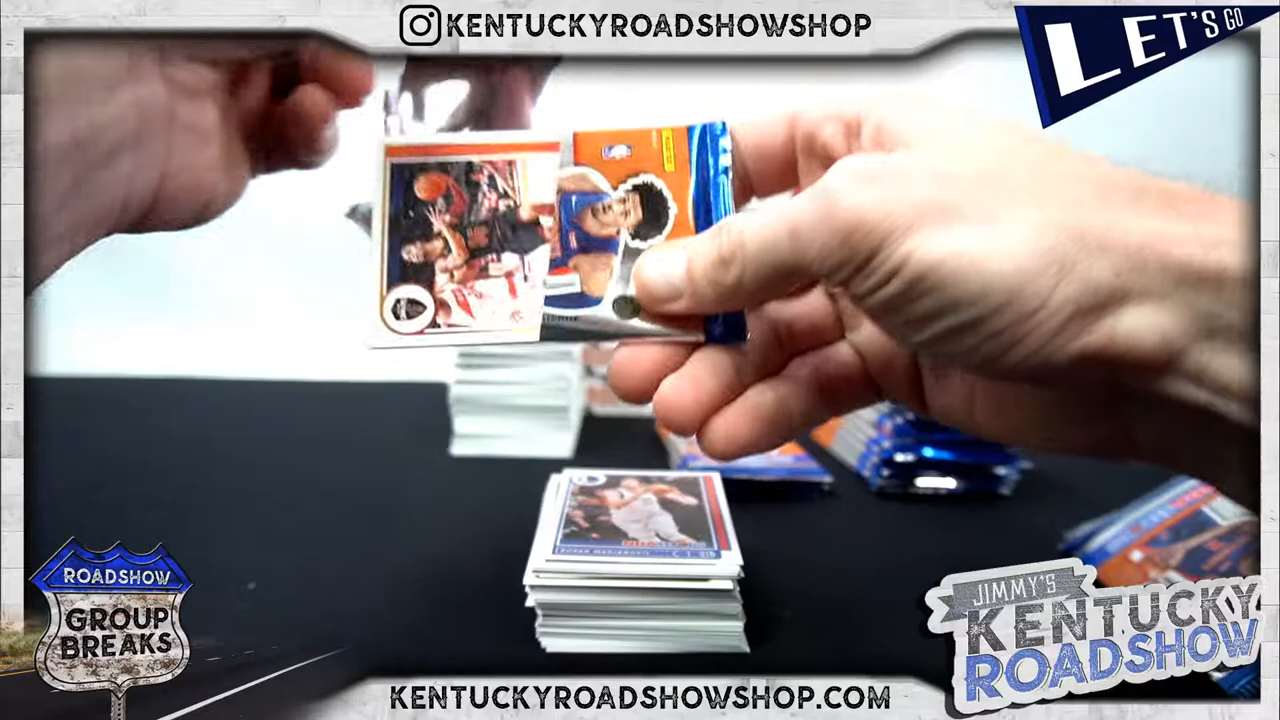 KENTUCKYROADSHOWSHOP
LET'S GO
ROADSHOW
GROUP
BREAKS
JIMMY'S
KENTUCKY
ROADSHOW
KENTUCKYROADSHOWSHOP.COM